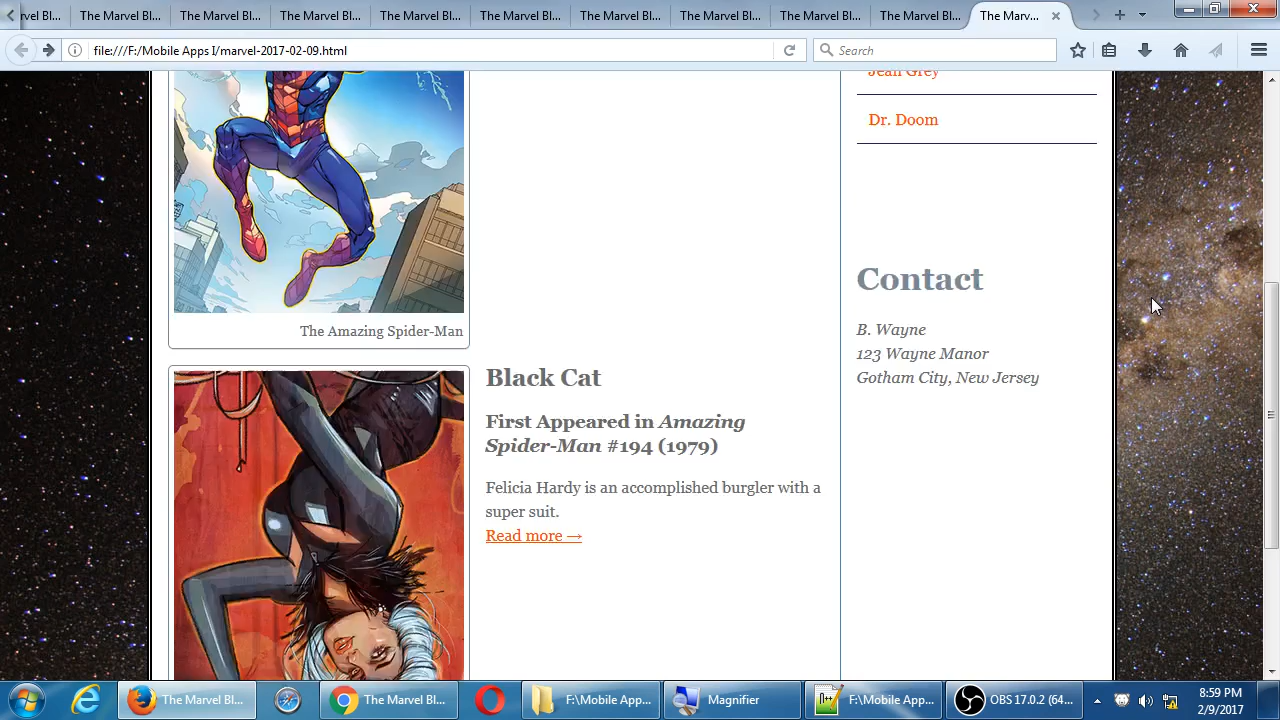 rvel Bl...
The Marvel Bl...
The Marvel Bl...
The Marvel Bl...
The Marvel Bl...
The Marvel Bl...
The Marvel Bl...
The Marvel Bl...
The Marvel Bl...
The Marvel Bl...
The Marv...
file:///F:/Mobile Apps I/marvel-2017-02-09.html
Search
Jean Grey
Dr. Doom
The Amazing Spider-Man
Contact
B. Wayne
123 Wayne Manor
Gotham City, New Jersey
Black Cat
First Appeared in Amazing
Spider-Man #194 (1979)
Felicia Hardy is an accomplished burgler with a
super suit.
Read more →
The Marvel Bl...
The Marvel Bl...
F:\Mobile App...
Magnifier
F:\Mobile App...
OBS 17.0.2 (64...
8:59 PM
2/9/2017